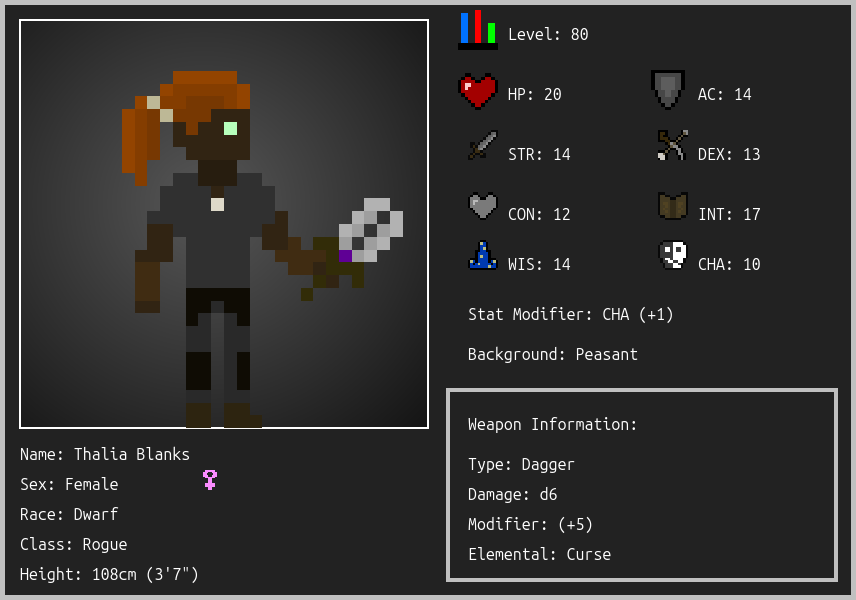 Level: 80
HP: 20
AC: 14
STR: 14
DEX: 13
CON: 12
INT: 17
WIS: 14
CHA: 10
Stat Modifier: CHA (+1)
Background: Peasant
Weapon Information:
Type: Dagger
Damage: d6
Modifier: (+5)
Elemental: Curse
Name: Thalia Blanks
Sex: Female
Race: Dwarf
Class: Rogue
Height: 108cm (3'7")